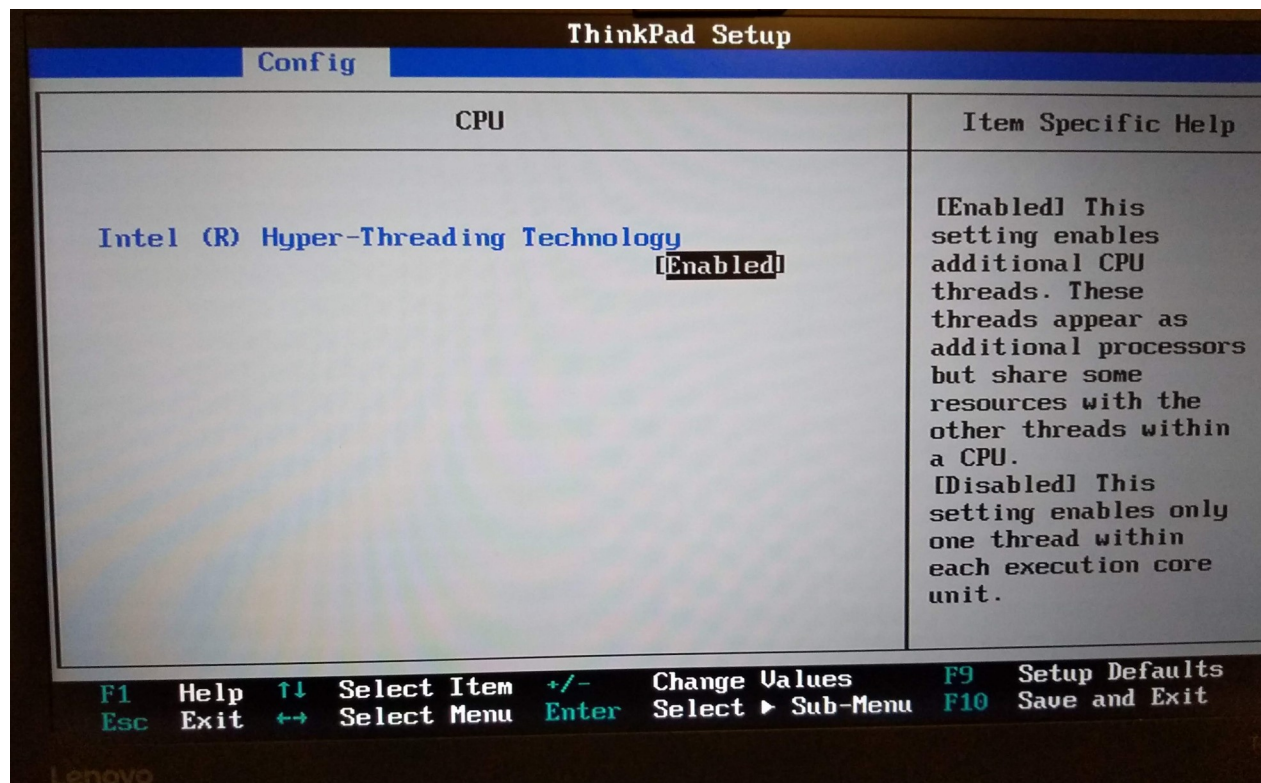 ThinkPad Setup
Config
CPU
Intel (R) Hyper-Threading Technology
[Enabled]
Item Specific Help
[Enabled] This
setting enables
additional CPU
threads. These
threads appear as
additional processors
but share some
resources with the
other threads within
a CPU.
[Disabled] This
setting enables only
one thread within
each execution core
unit.
F1 Help ↑↓ Select Item +/- Change Values F9 Setup Defaults
Esc Exit ←→ Select Menu Enter Select ▶ Sub-Menu F10 Save and Exit
Lenovo